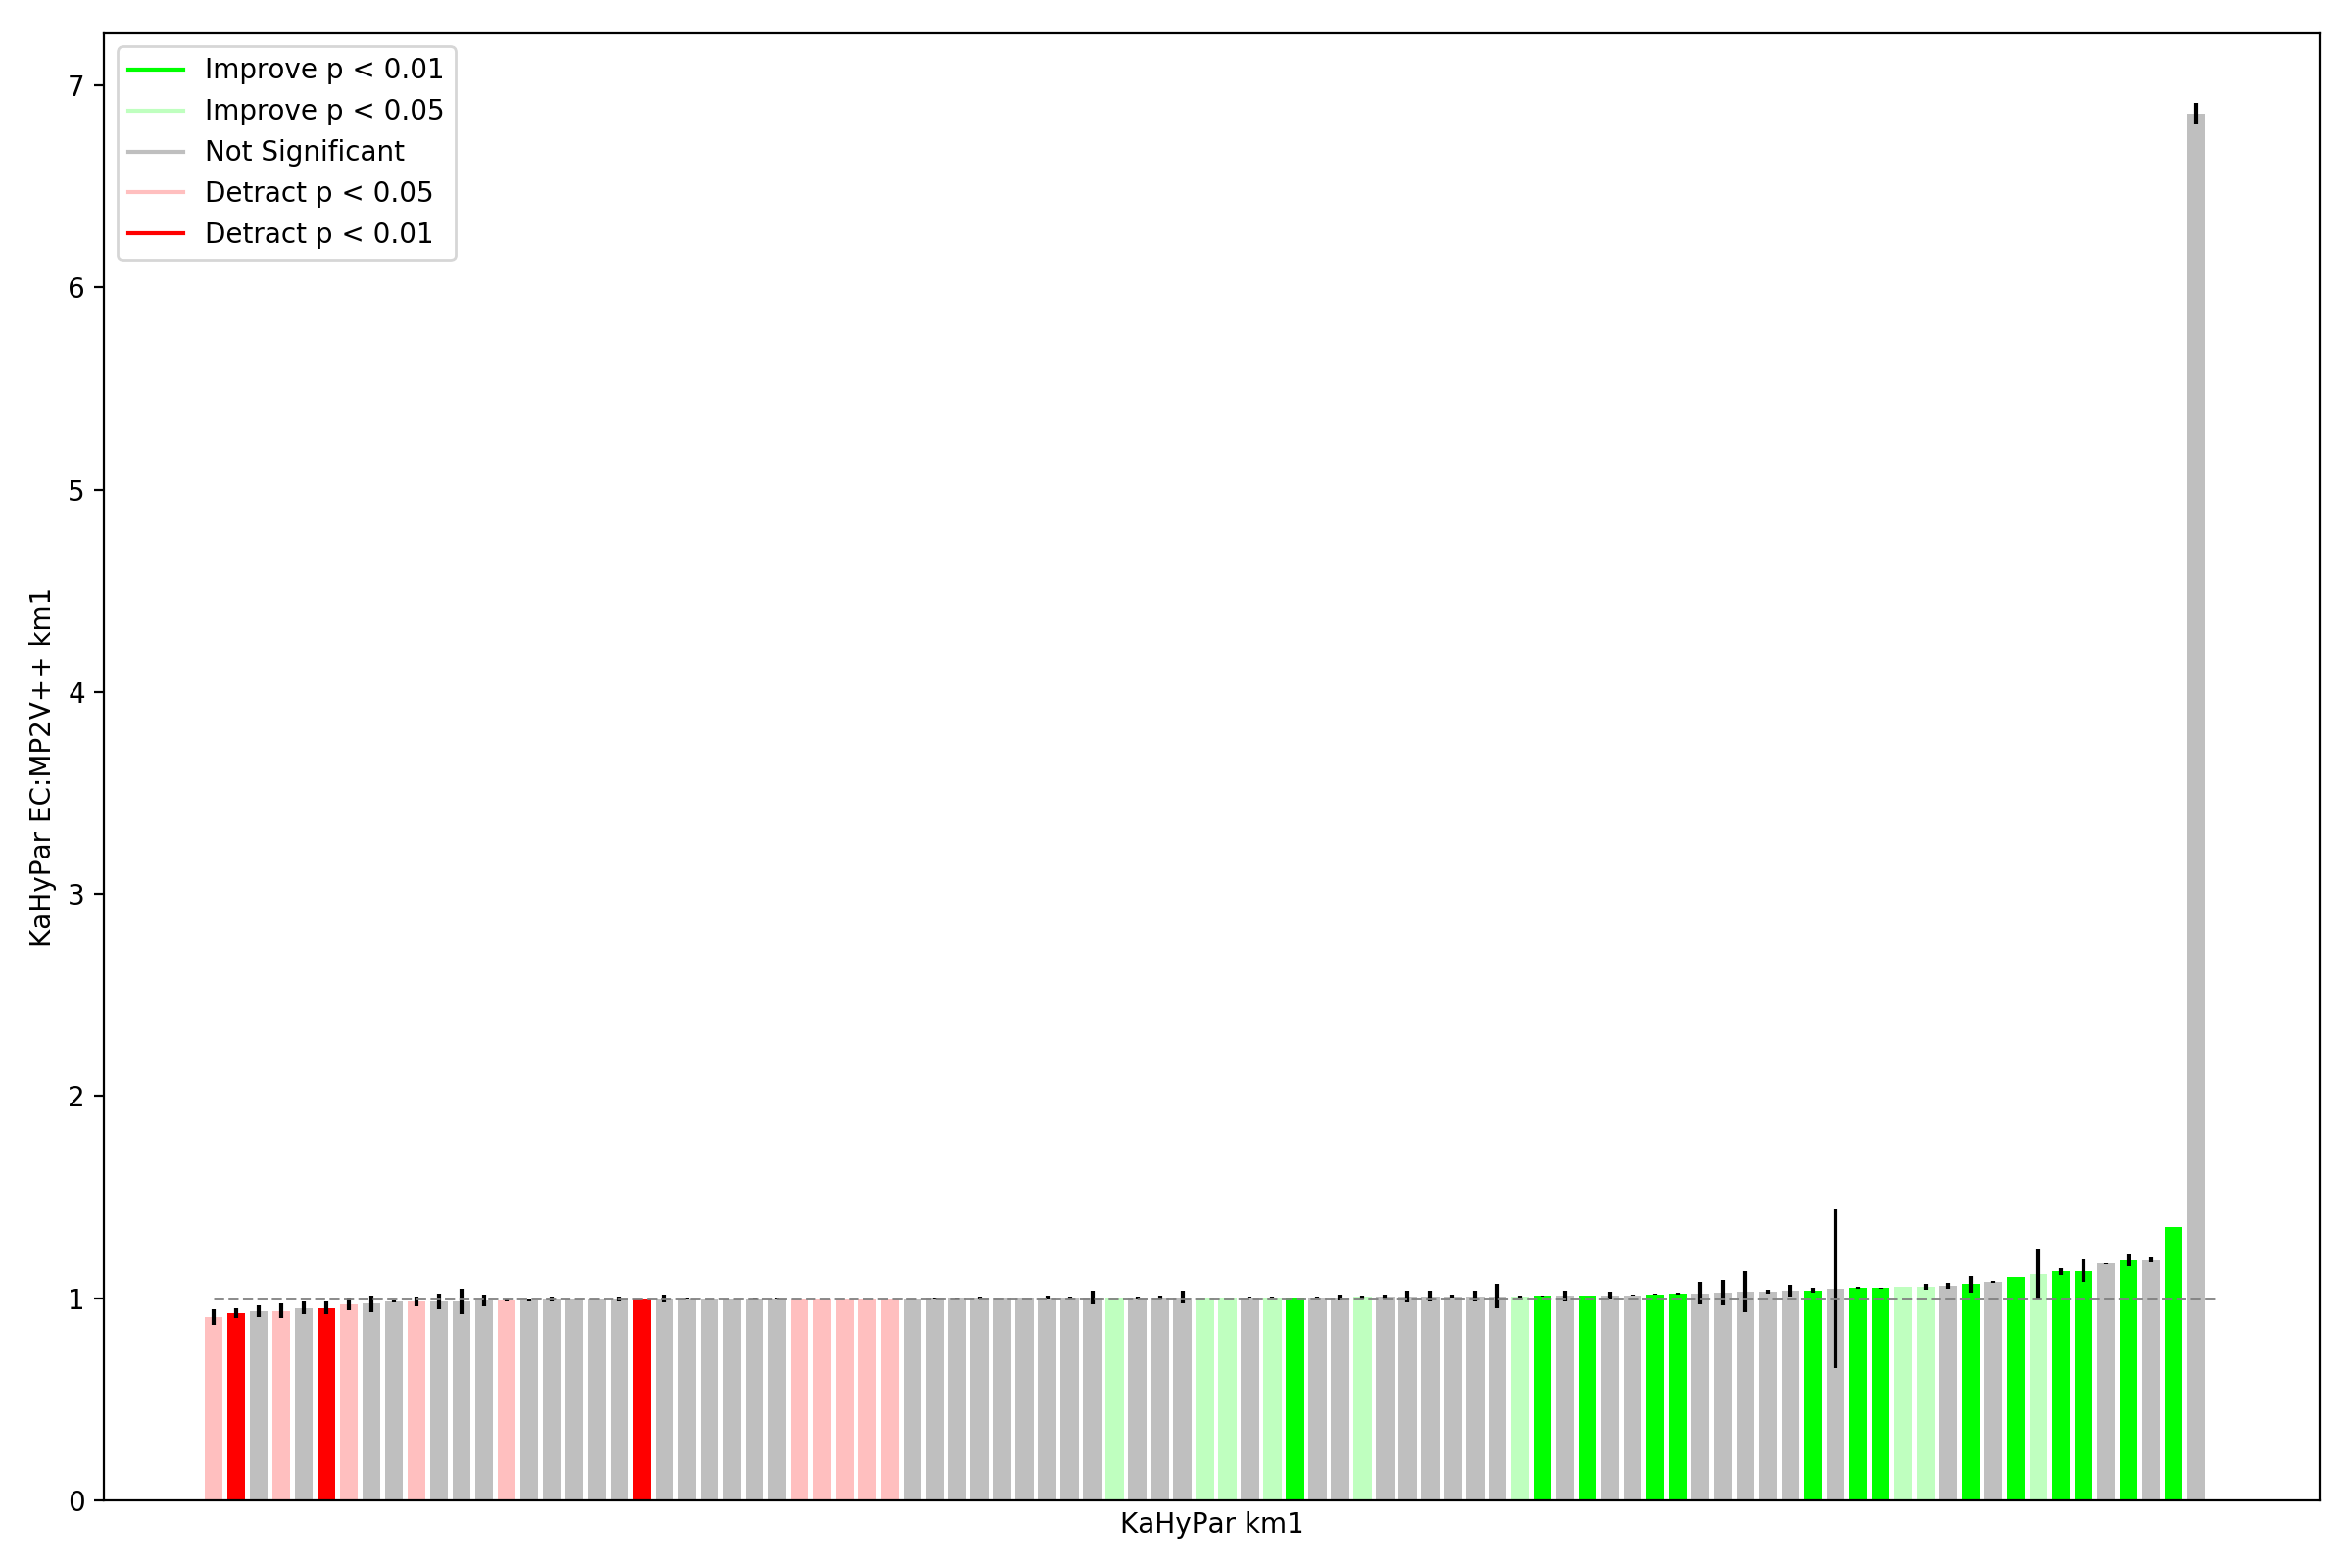 Improve p < 0.01
Improve p < 0.05
Not Significant
Detract p < 0.05
Detract p < 0.01
7
6
5
4
3
2
1
0
KaHyPar EC:MP2V++ km1
KaHyPar km1